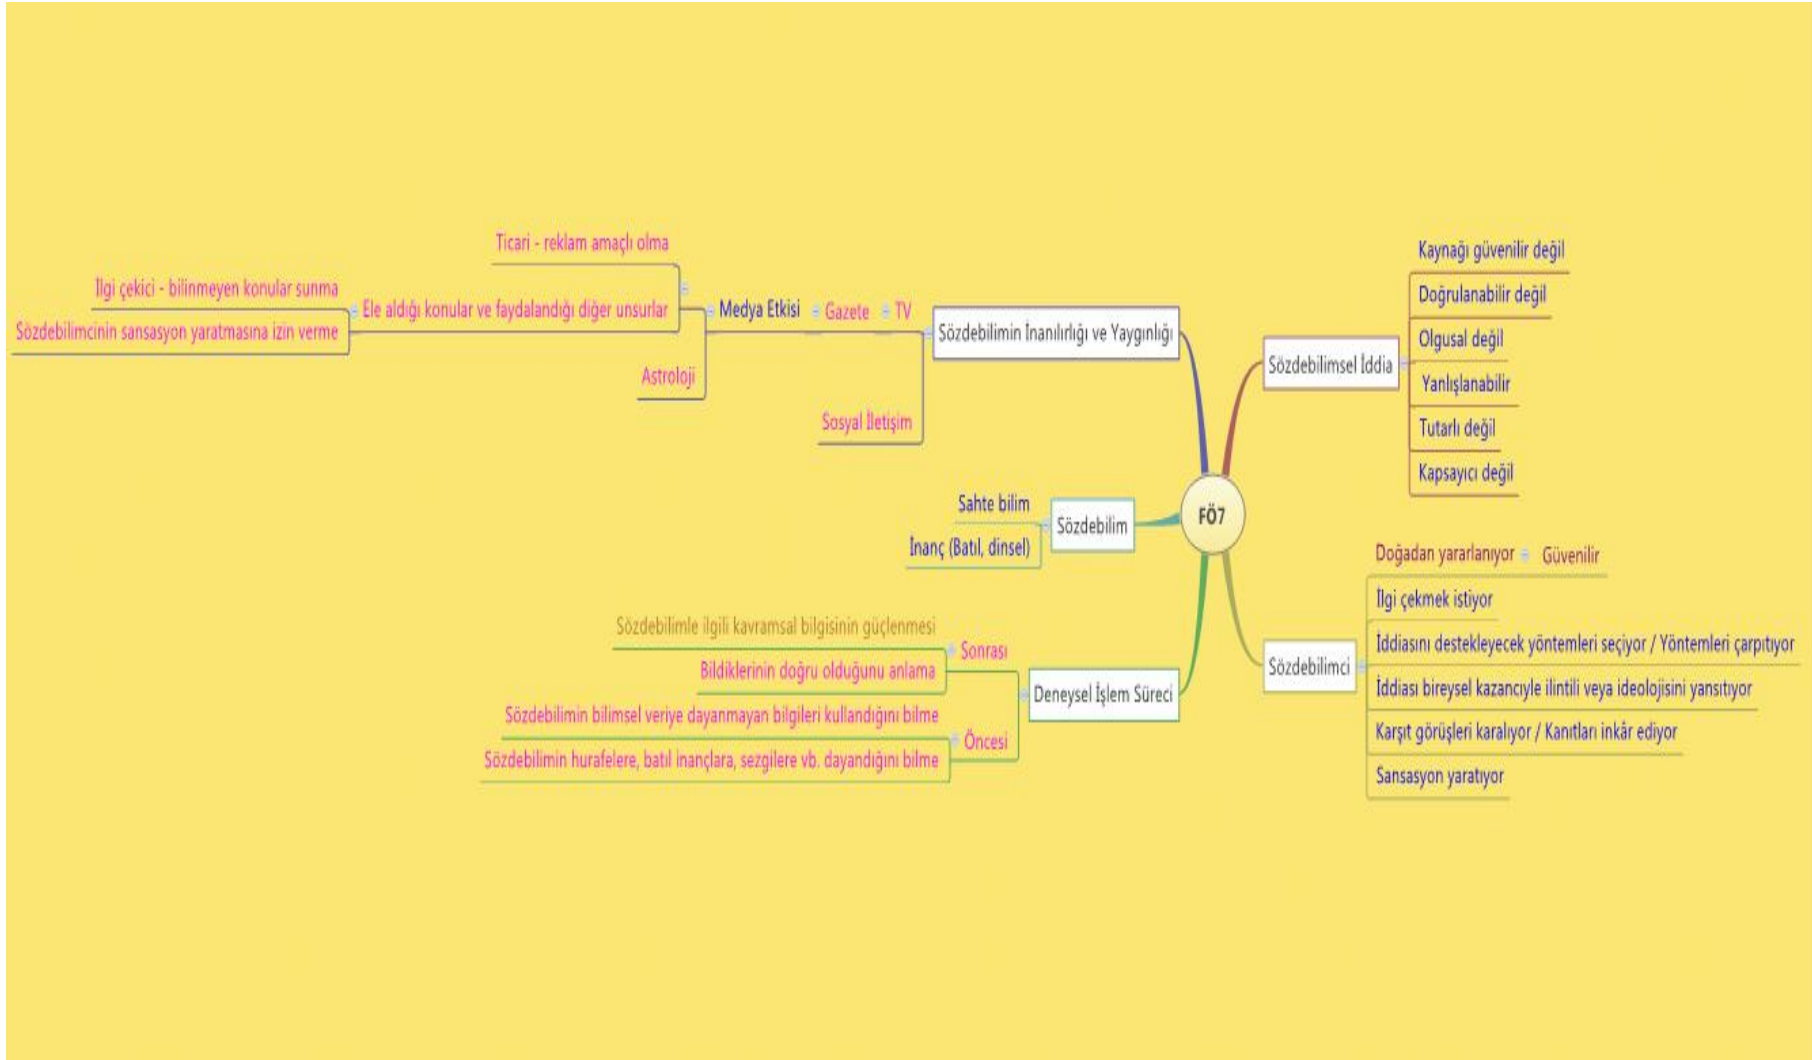 Ticari - reklam amaçlı olma
İlgi çekici - bilinmeyen konular sunma
Sözdebilimcinin sansasyon yaratmasına izin verme
Ele aldığı konular ve faydalandığı diğer unsurlar
Medya Etkisi
Gazete
TV
Astroloji
Sosyal İletişim
Sözdebilimin İnanılırlığı ve Yaygınlığı
Sözdebilimsel İddia
Kaynağı güvenilir değil
Doğrulanabilir değil
Olgusal değil
Yanlışlanabilir
Tutarlı değil
Kapsayıcı değil
Sahte bilim
İnanç (Batıl, dinsel)
Sözdebilim
FÖ7
Doğadan yararlanıyor
Güvenilir
İlgi çekmek istiyor
İddiasını destekleyecek yöntemleri seçiyor / Yöntemleri çarpıtıyor
İddiası bireysel kazancıyle ilintili veya ideolojisini yansıtıyor
Karşıt görüşleri karalıyor / Kanıtları inkâr ediyor
Sansasyon yaratıyor
Sözdebilimci
Sözdebilimle ilgili kavramsal bilgisinin güçlenmesi
Bildiklerinin doğru olduğunu anlama
Sonrası
Sözdebilimin bilimsel veriye dayanmayan bilgileri kullandığını bilme
Sözdebilimin hurafelere, batıl inançlara, sezgilere vb. dayandığını bilme
Öncesi
Deneysel İşlem Süreci